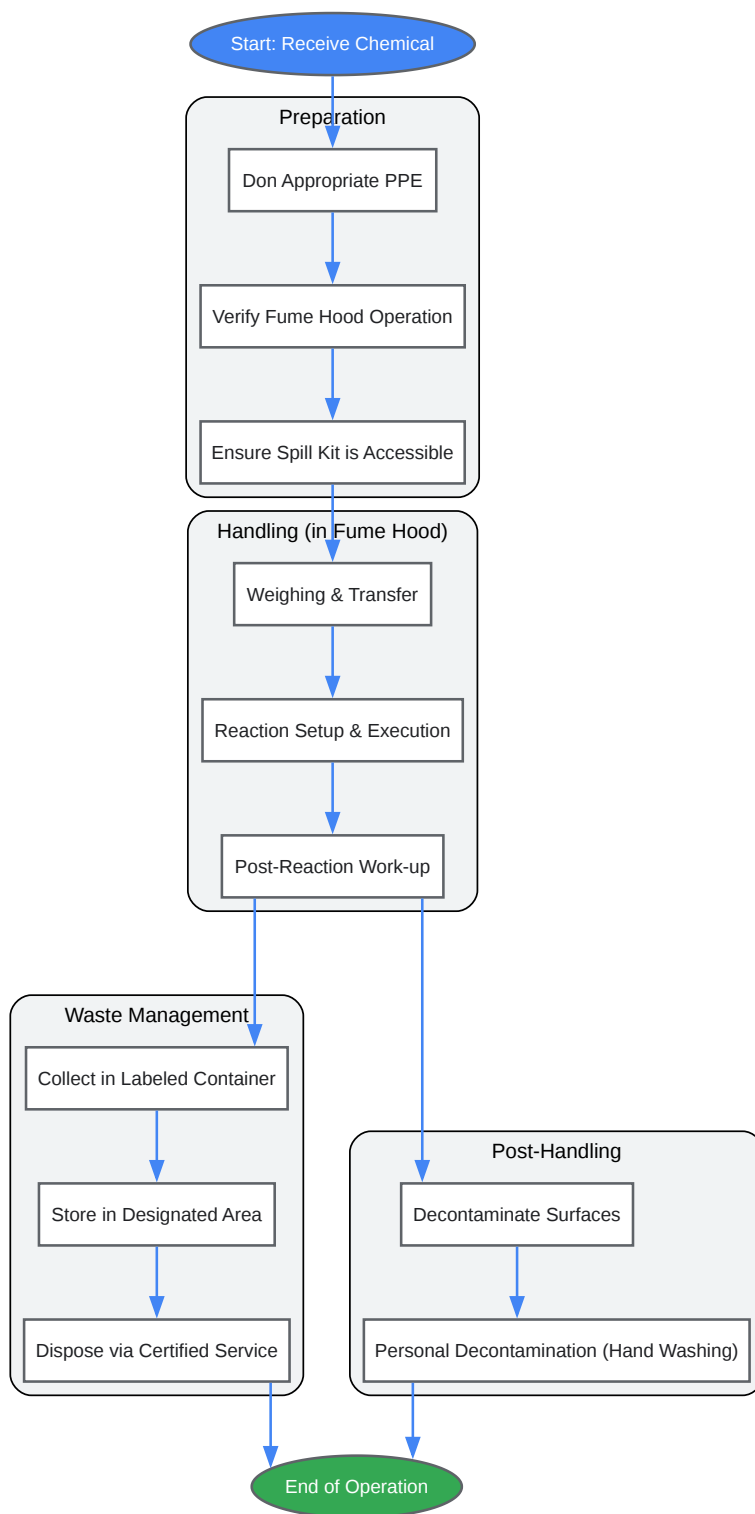 Start: Receive Chemical
Preparation
Don Appropriate PPE
Verify Fume Hood Operation
Ensure Spill Kit is Accessible
Handling (in Fume Hood)
Weighing & Transfer
Reaction Setup & Execution
Post-Reaction Work-up
Waste Management
Collect in Labeled Container
Store in Designated Area
Dispose via Certified Service
Post-Handling
Decontaminate Surfaces
Personal Decontamination (Hand Washing)
End of Operation